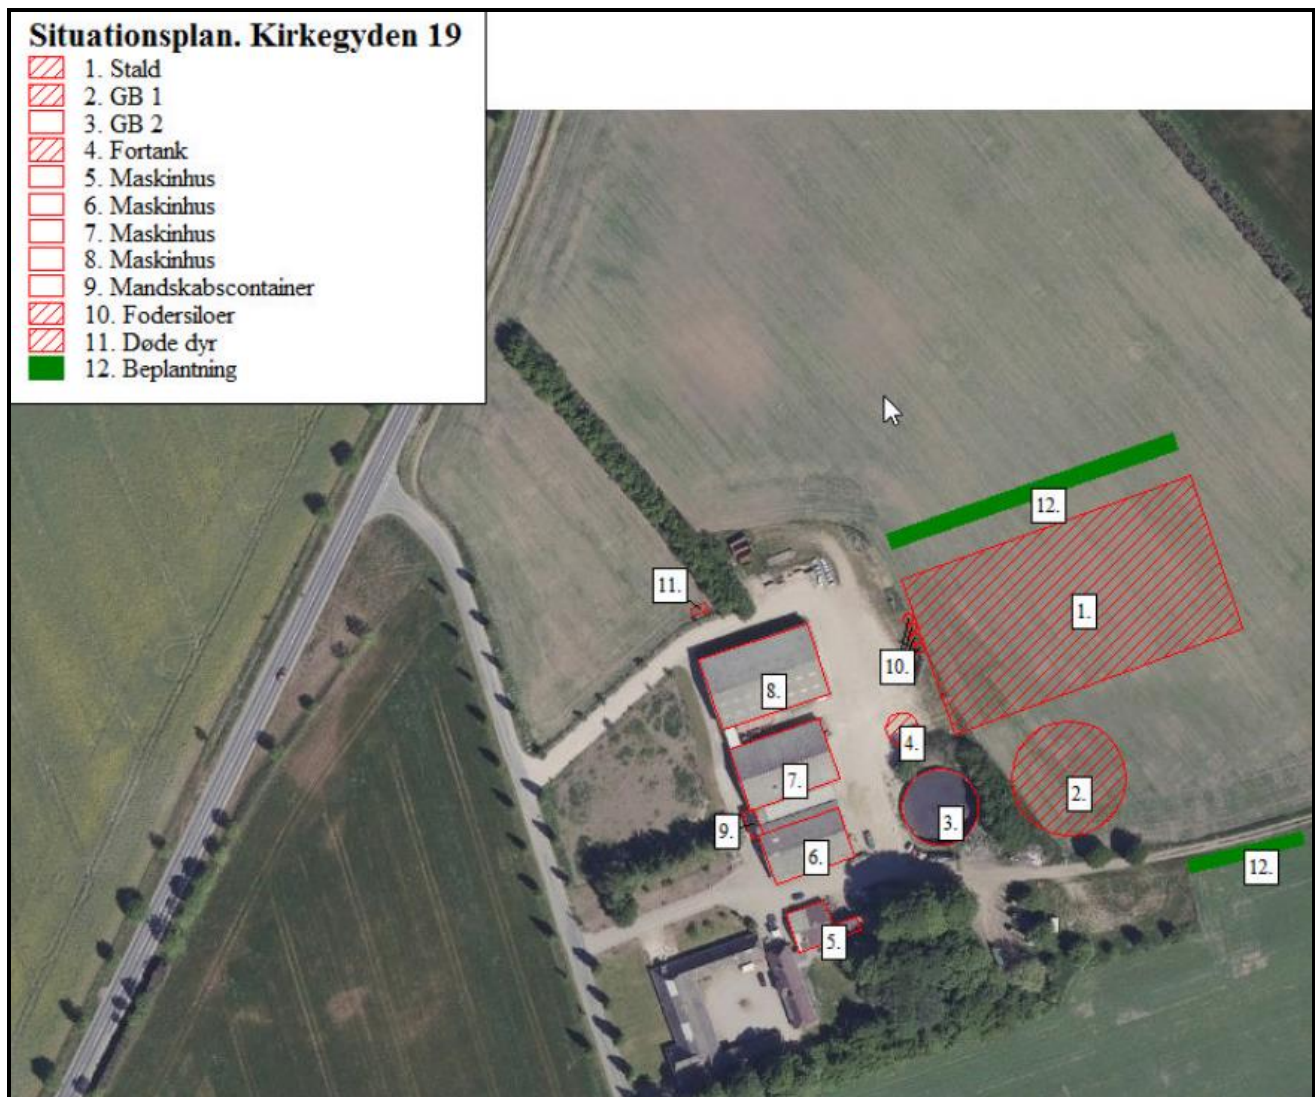 Situationsplan. Kirkegyden 19
1. Stald
2. GB 1
3. GB 2
4. Fortank
5. Maskinhus
6. Maskinhus
7. Maskinhus
8. Maskinhus
9. Mandskabscontainer
10. Fodersiloer
11. Døde dyr
12. Beplantning
12.
11.
1.
10.
8.
4.
7.
2.
3.
9.
6.
12.
5.